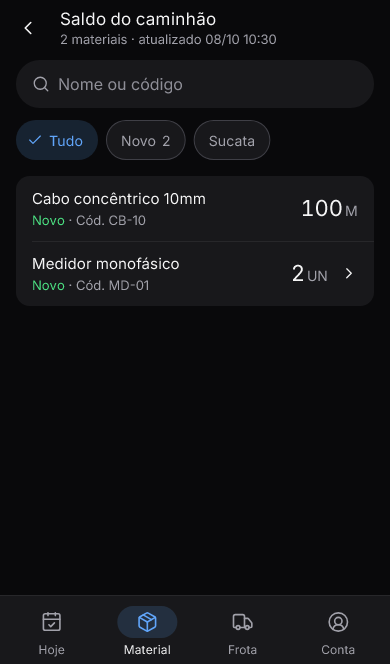 Saldo do caminhão
2 materiais · atualizado 08/10 10:30
Nome ou código
Tudo
Novo 2
Sucata
Cabo concêntrico 10mm
Novo · Cód. CB-10
100 M
Medidor monofásico
Novo · Cód. MD-01
2 UN
Hoje
Material
Frota
Conta